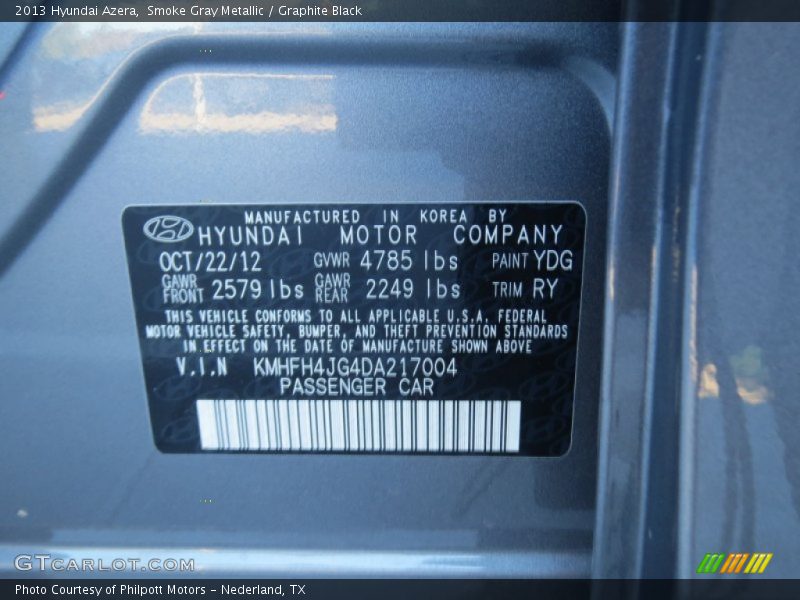 2013 Hyundai Azera, Smoke Gray Metallic / Graphite Black
MANUFACTURED IN KOREA BY
HYUNDAI MOTOR COMPANY
OCT/22/12 GVWR 4785 lbs PAINT YDG
GAWR FRONT 2579 lbs GAWR REAR 2249 lbs TRIM RY
THIS VEHICLE CONFORMS TO ALL APPLICABLE U.S.A. FEDERAL
MOTOR VEHICLE SAFETY, BUMPER, AND THEFT PREVENTION STANDARDS
IN EFFECT ON THE DATE OF MANUFACTURE SHOWN ABOVE
V.I.N KMHFH4JG4DA217004
PASSENGER CAR
GTCARLOT.COM
Photo Courtesy of Philpott Motors - Nederland, TX